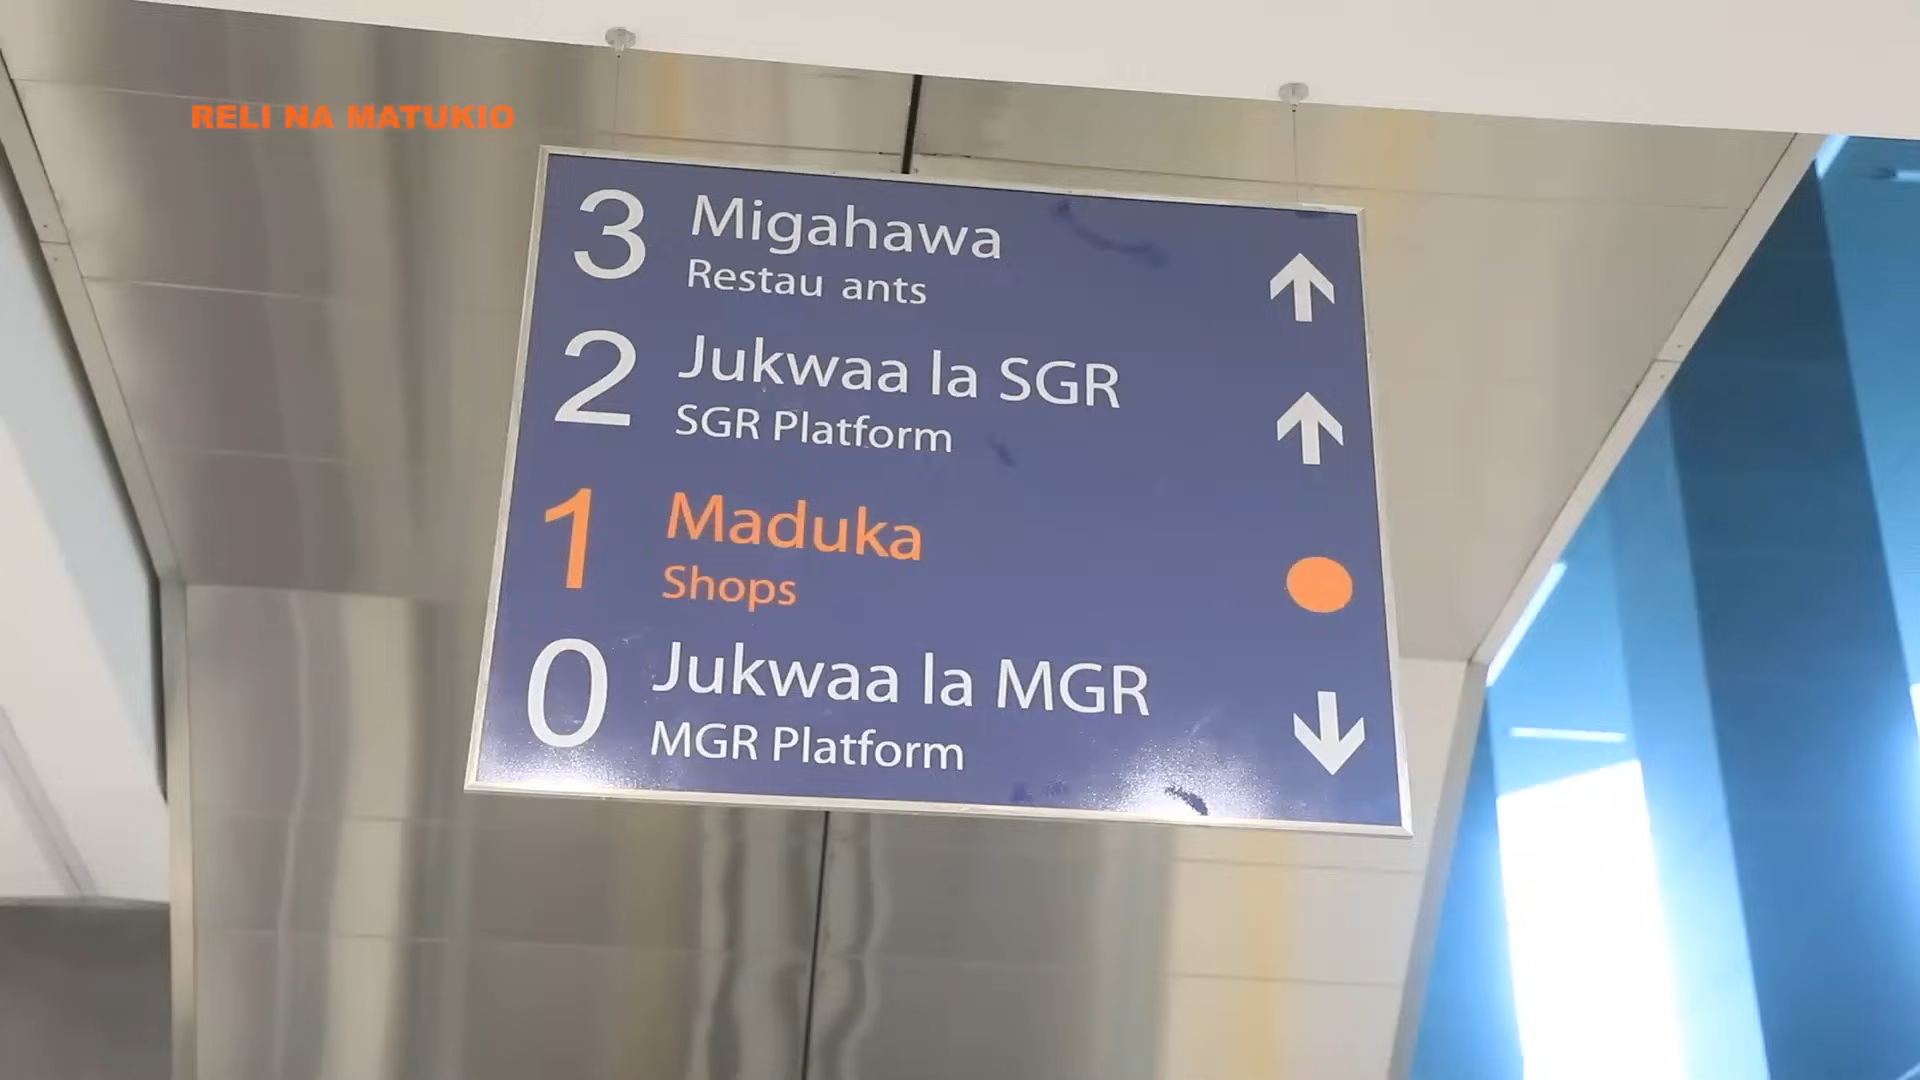 RELI NA MATUKIO
3 Migahawa
Restau ants
2 Jukwaa la SGR
SGR Platform
1 Maduka
Shops
0 Jukwaa la MGR
MGR Platform